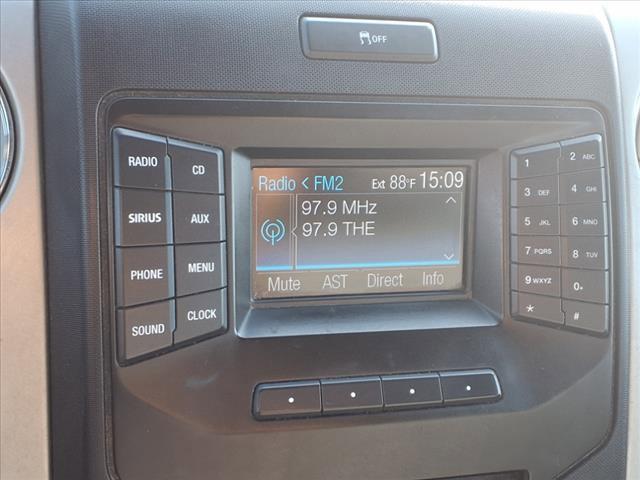 OFF
RADIO
CD
SIRIUS
AUX
PHONE
MENU
SOUND
CLOCK
Radio < FM2 Ext 88°F 15:09
97.9 MHz
97.9 THE
Mute AST Direct Info
1
2 ABC
3 DEF
4 GHI
5 JKL
6 MNO
7 PQRS
8 TUV
9 WXYZ
0+
*
#